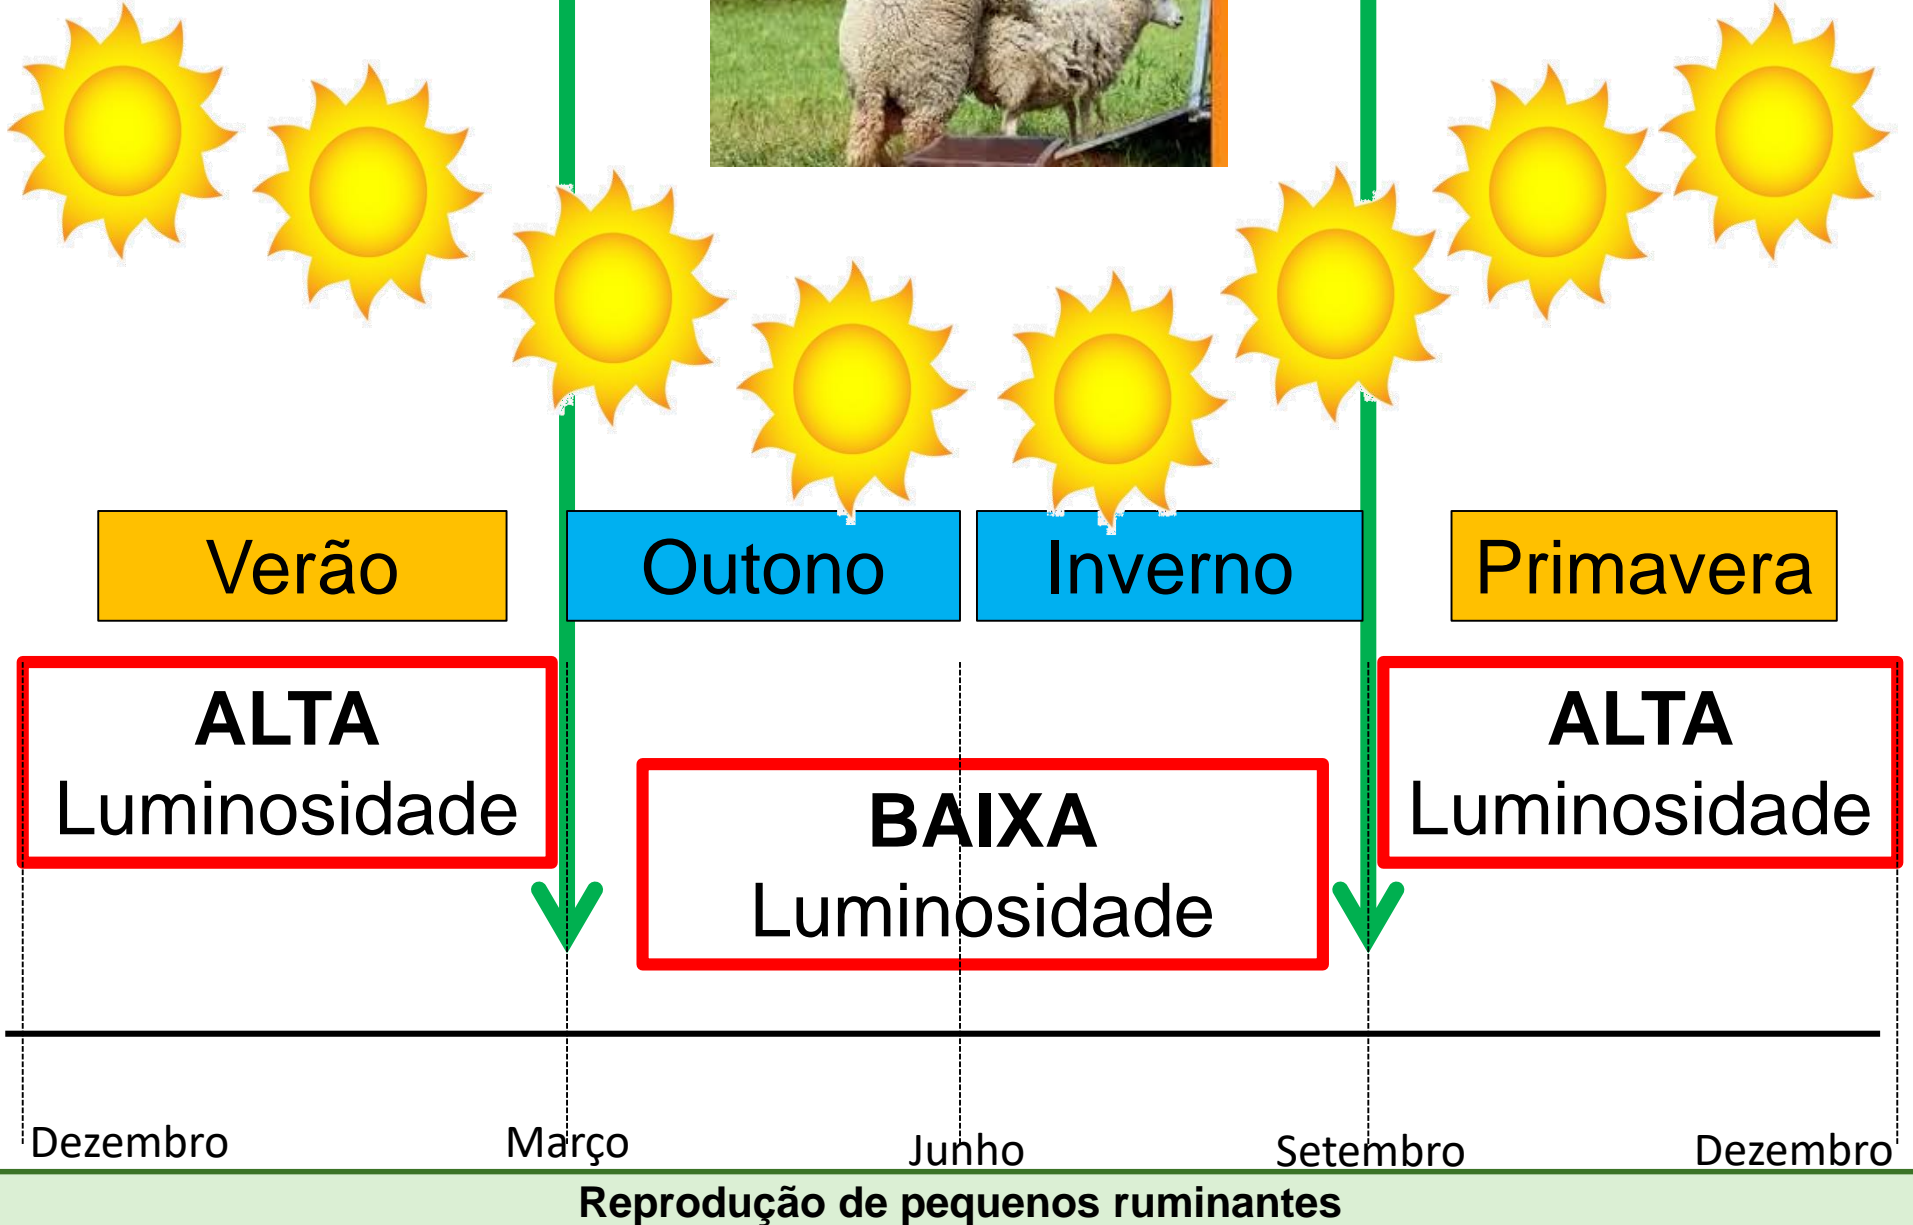 Verão
Outono
Inverno
Primavera
ALTA
Luminosidade
BAIXA
Luminosidade
ALTA
Luminosidade
Dezembro
Março
Junho
Setembro
Dezembro
Reprodução de pequenos ruminantes